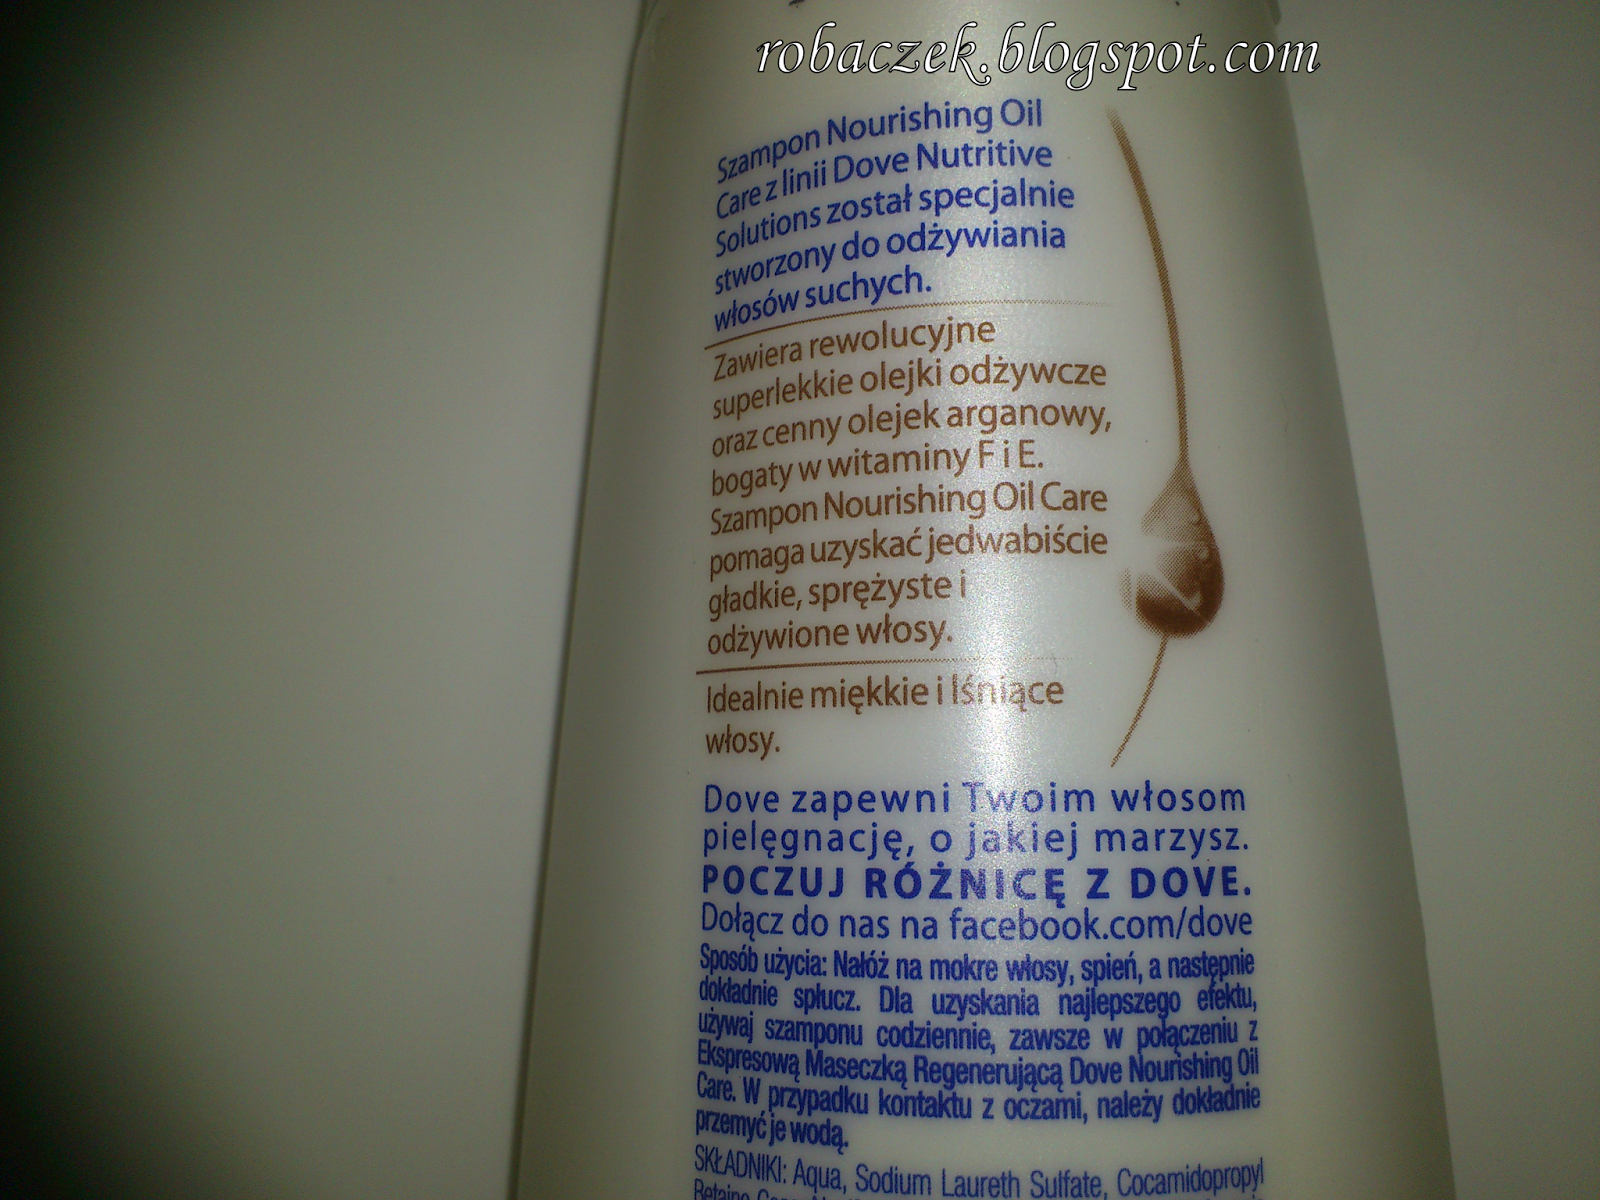 robaczek.blogspot.com
Szampon Nourishing Oil
Care z linii Dove Nutritive
Solutions został specjalnie
stworzony do odżywiania
włosów suchych.
Zawiera rewolucyjne
superlekkie olejki odżywcze
oraz cenny olejek arganowy,
bogaty w witaminy F i E.
Szampon Nourishing Oil Care
pomaga uzyskać jedwabiście
gładkie, sprężyste i
odżywione włosy.
Idealnie miękkie i lśniące
włosy.
Dove zapewni Twoim włosom
pielęgnację, o jakiej marzysz.
POCZUJ RÓŻNICĘ Z DOVE.
Dołącz do nas na facebook.com/dove
Sposób użycia: Nałóż na mokre włosy, spień, a następnie
dokładnie spłucz. Dla uzyskania najlepszego efektu,
używaj szamponu codziennie, zawsze w połączeniu z
Ekspresową Maseczką Regenerującą Dove Nourishing Oil
Care. W przypadku kontaktu z oczami, należy dokładnie
przemyć je wodą.
SKŁADNIKI: Aqua, Sodium Laureth Sulfate, Cocamidopropyl